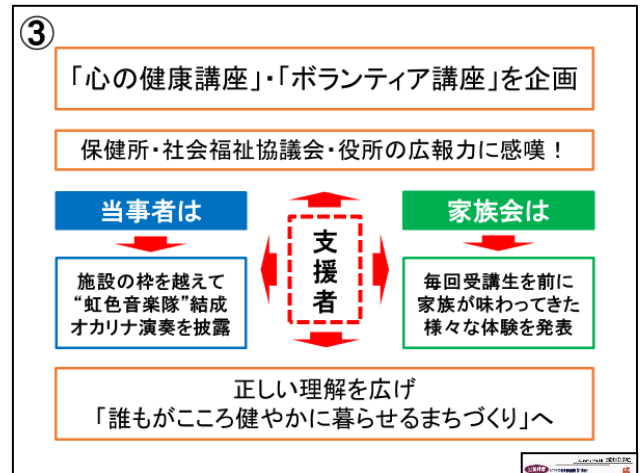 ③
「心の健康講座」・「ボランティア講座」を企画
保健所・社会福祉協議会・役所の広報力に感嘆！
当事者は
施設の枠を越えて
“虹色音楽隊”結成
オカリナ演奏を披露
支援者
家族会は
毎回受講生を前に
家族が味わってきた
様々な体験を発表
正しい理解を広げ
「誰もがこころ健やかに暮らせるまちづくり」へ